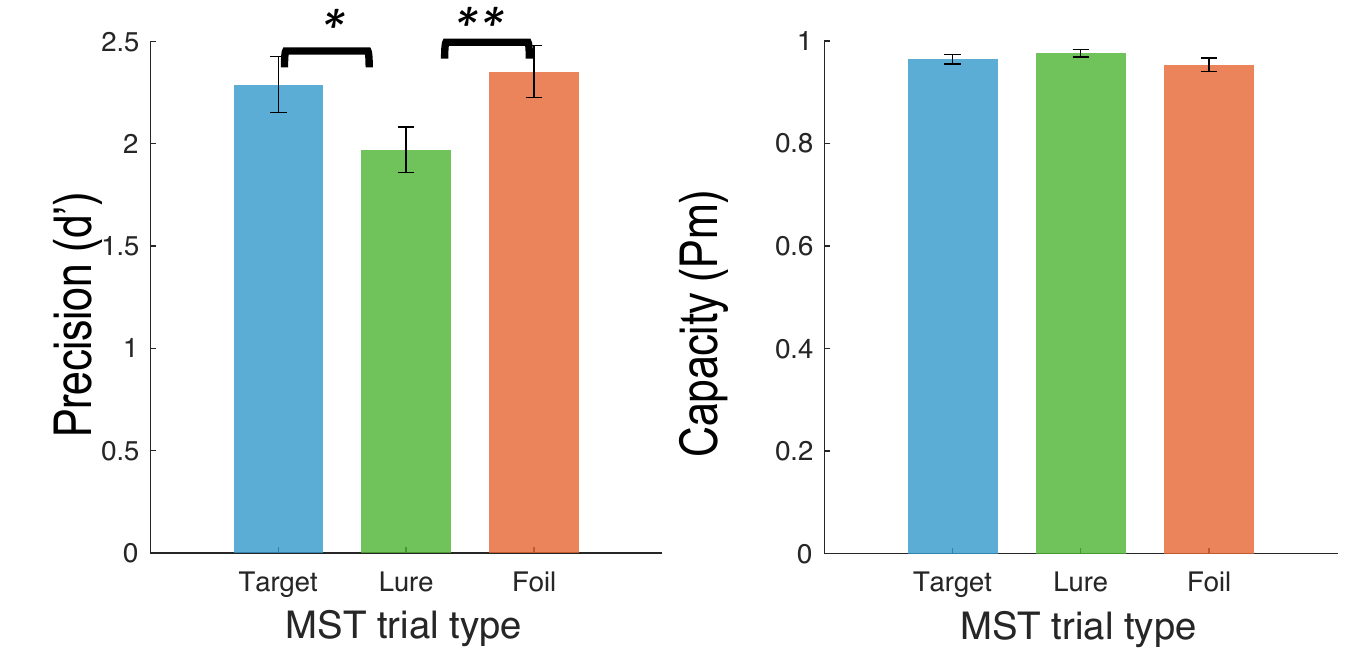 * **
2.5
2
1.5
1
0.5
0
Precision (d’)
Target Lure Foil
MST trial type
1
0.8
0.6
0.4
0.2
0
Capacity (Pm)
Target Lure Foil
MST trial type